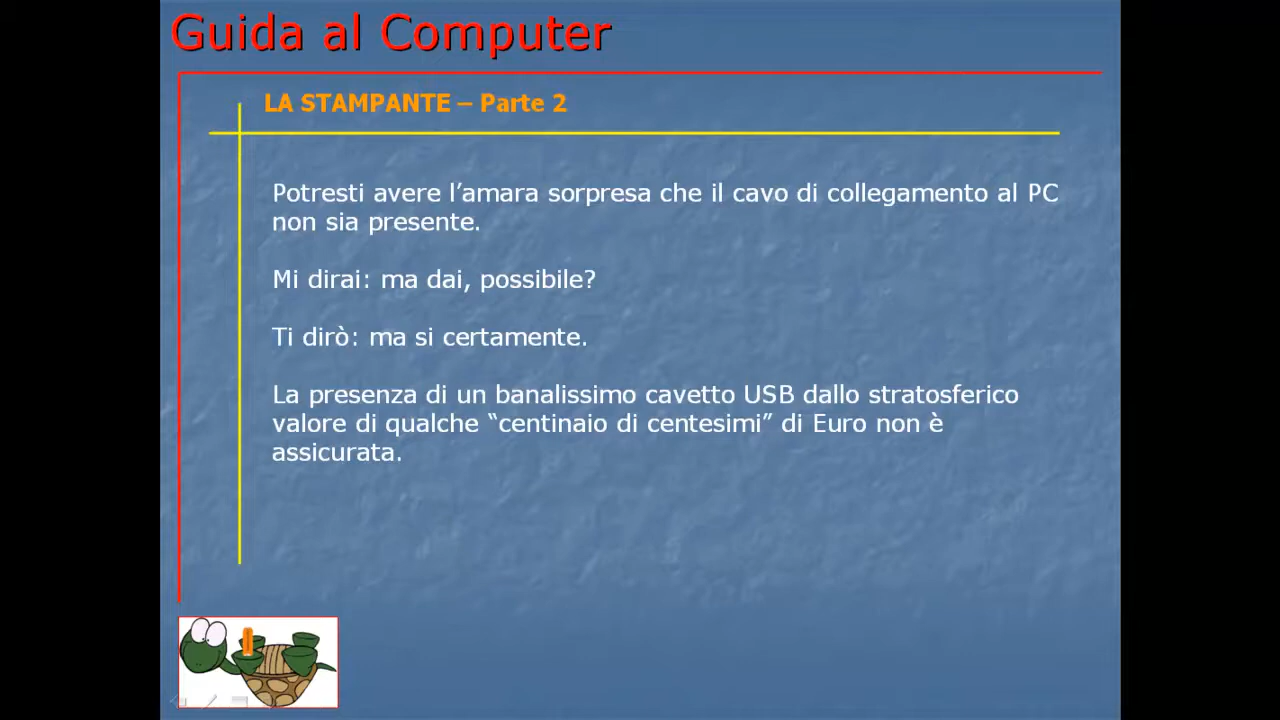 Guida al Computer
LA STAMPANTE – Parte 2
Potresti avere l’amara sorpresa che il cavo di collegamento al PC
non sia presente.
Mi dirai: ma dai, possibile?
Ti dirò: ma si certamente.
La presenza di un banalissimo cavetto USB dallo stratosferico
valore di qualche “centinaio di centesimi” di Euro non è
assicurata.